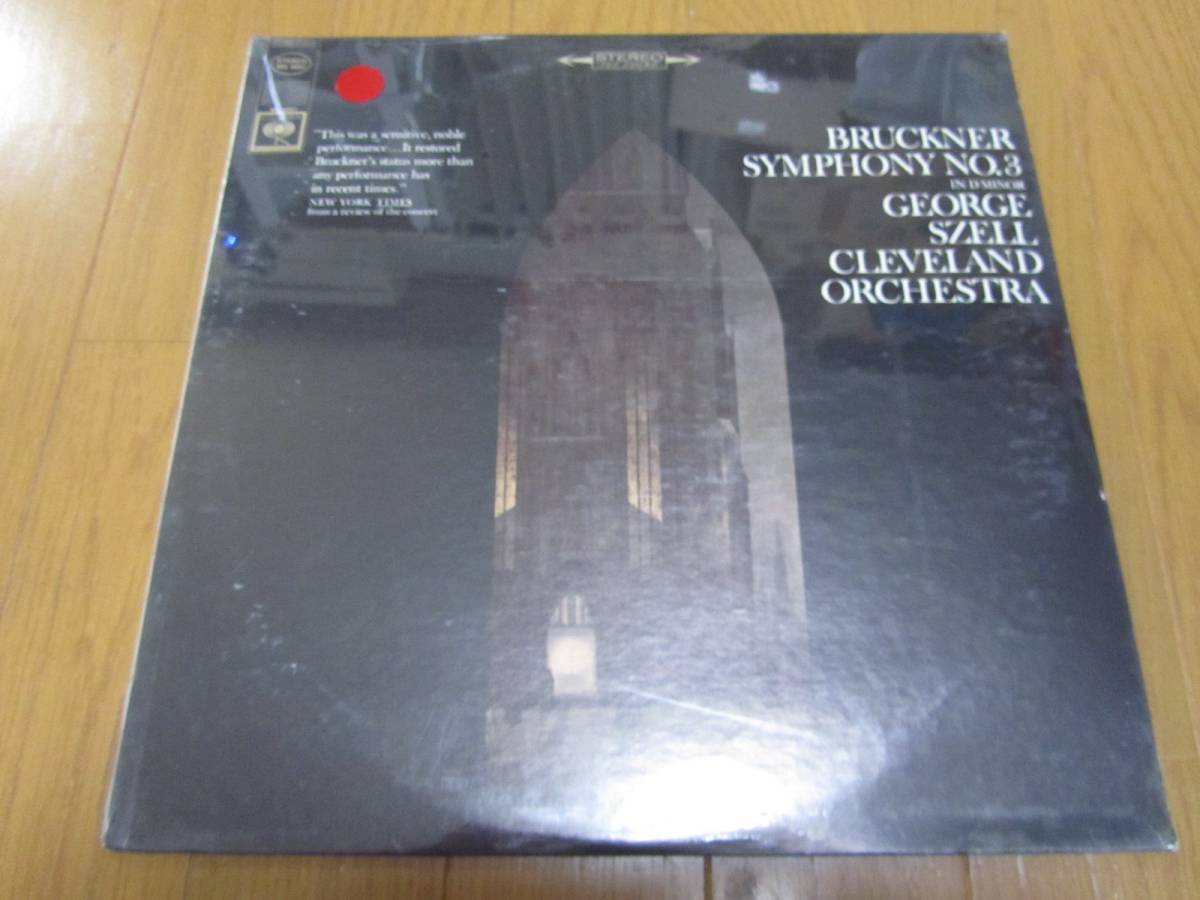 STEREO
"This was a sensitive, noble
performance...It restored
Bruckner's status more than
any performance has
in recent times."
NEW YORK TIMES
from a review of the concert
STEREO
BRUCKNER
SYMPHONY NO.3
IN D MINOR
GEORGE
SZELL
CLEVELAND
ORCHESTRA